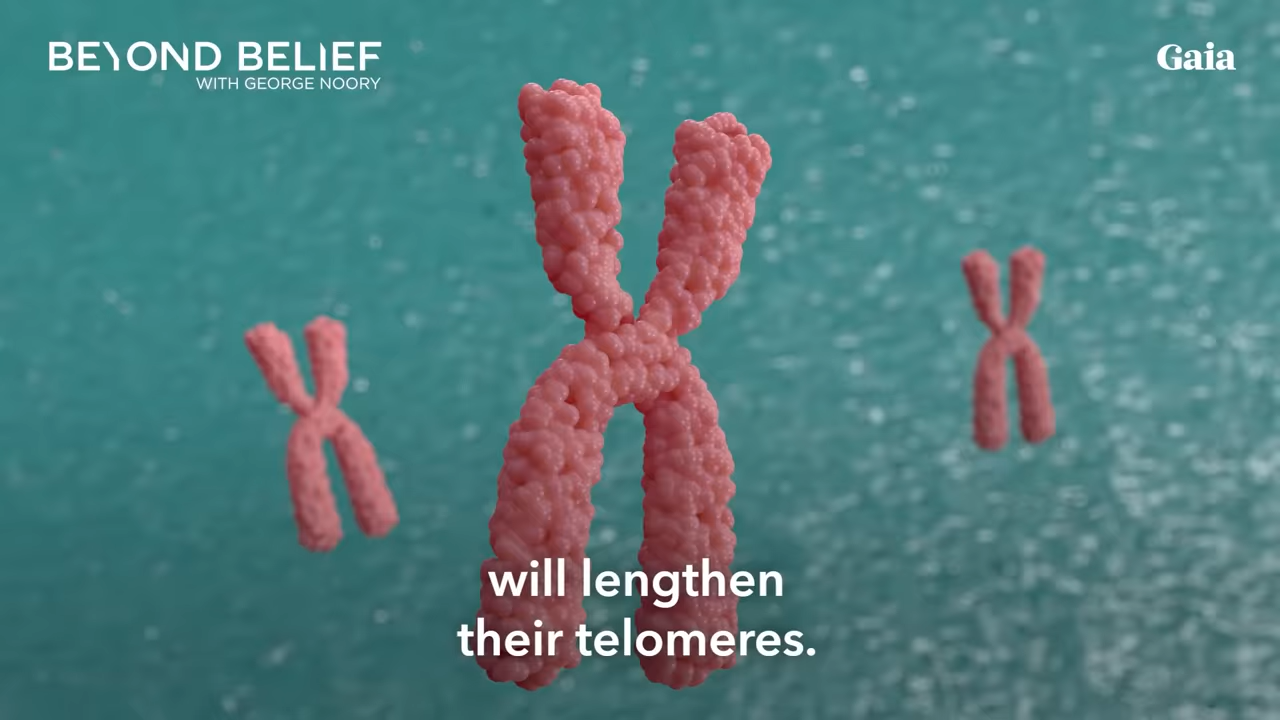 BEYOND BELIEF
WITH GEORGE NOORY
Gaia
will lengthen
their telomeres.